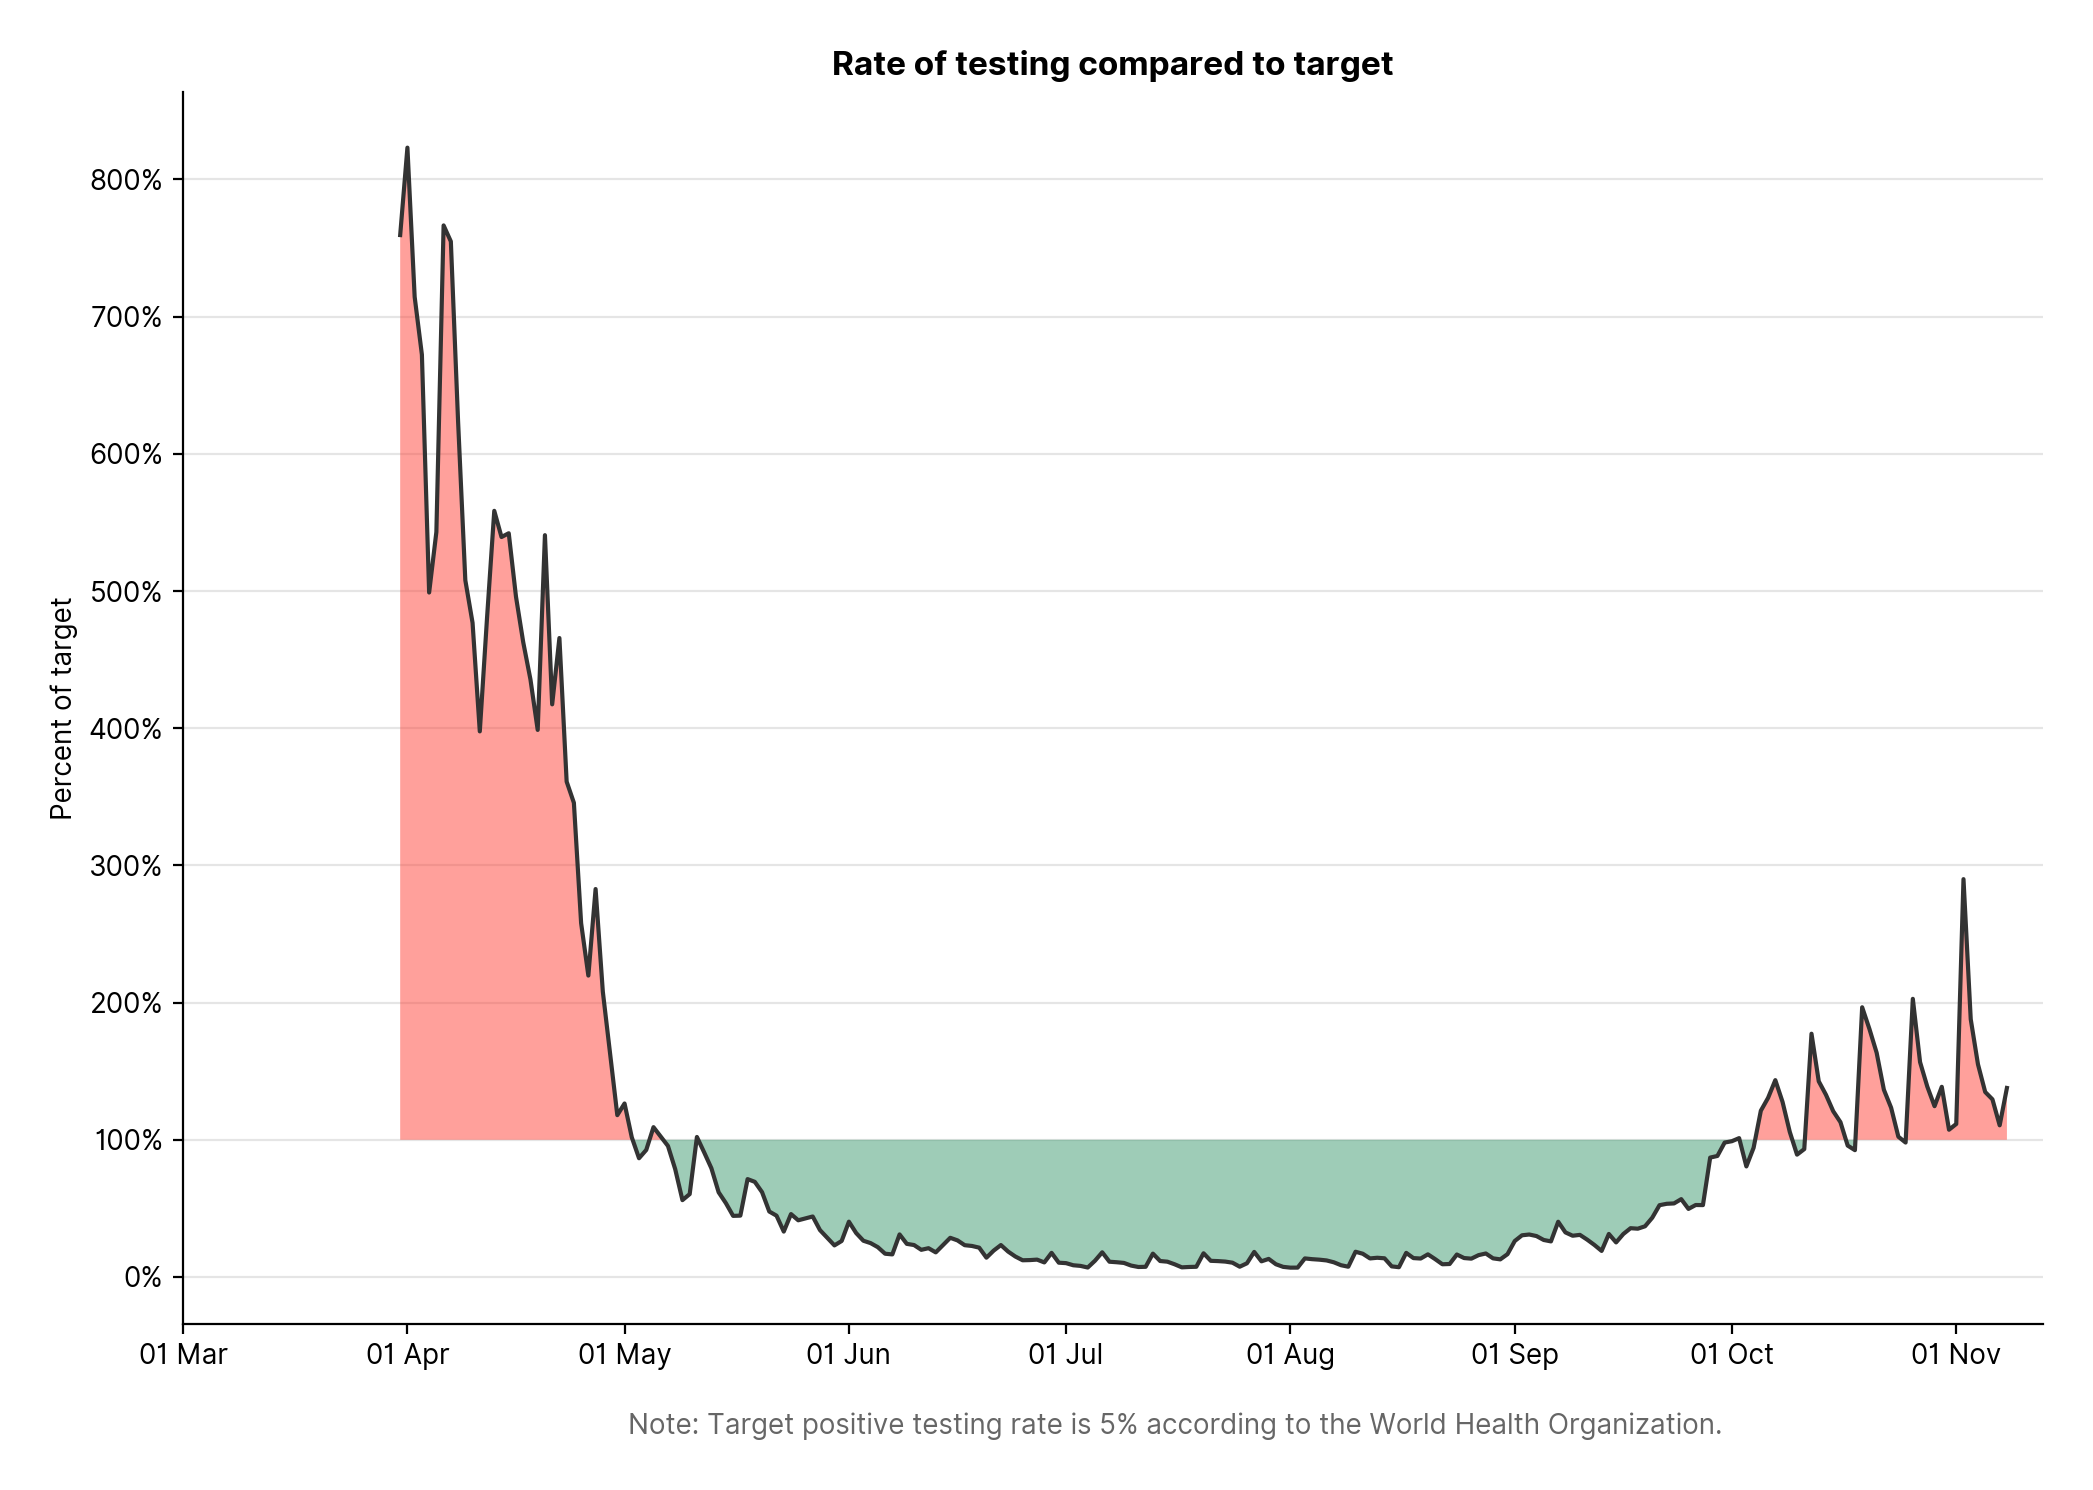 Rate of testing compared to target
Percent of target
800%
700%
600%
500%
400%
300%
200%
100%
0%
01 Mar
01 Apr
01 May
01 Jun
01 Jul
01 Aug
01 Sep
01 Oct
01 Nov
Note: Target positive testing rate is 5% according to the World Health Organization.